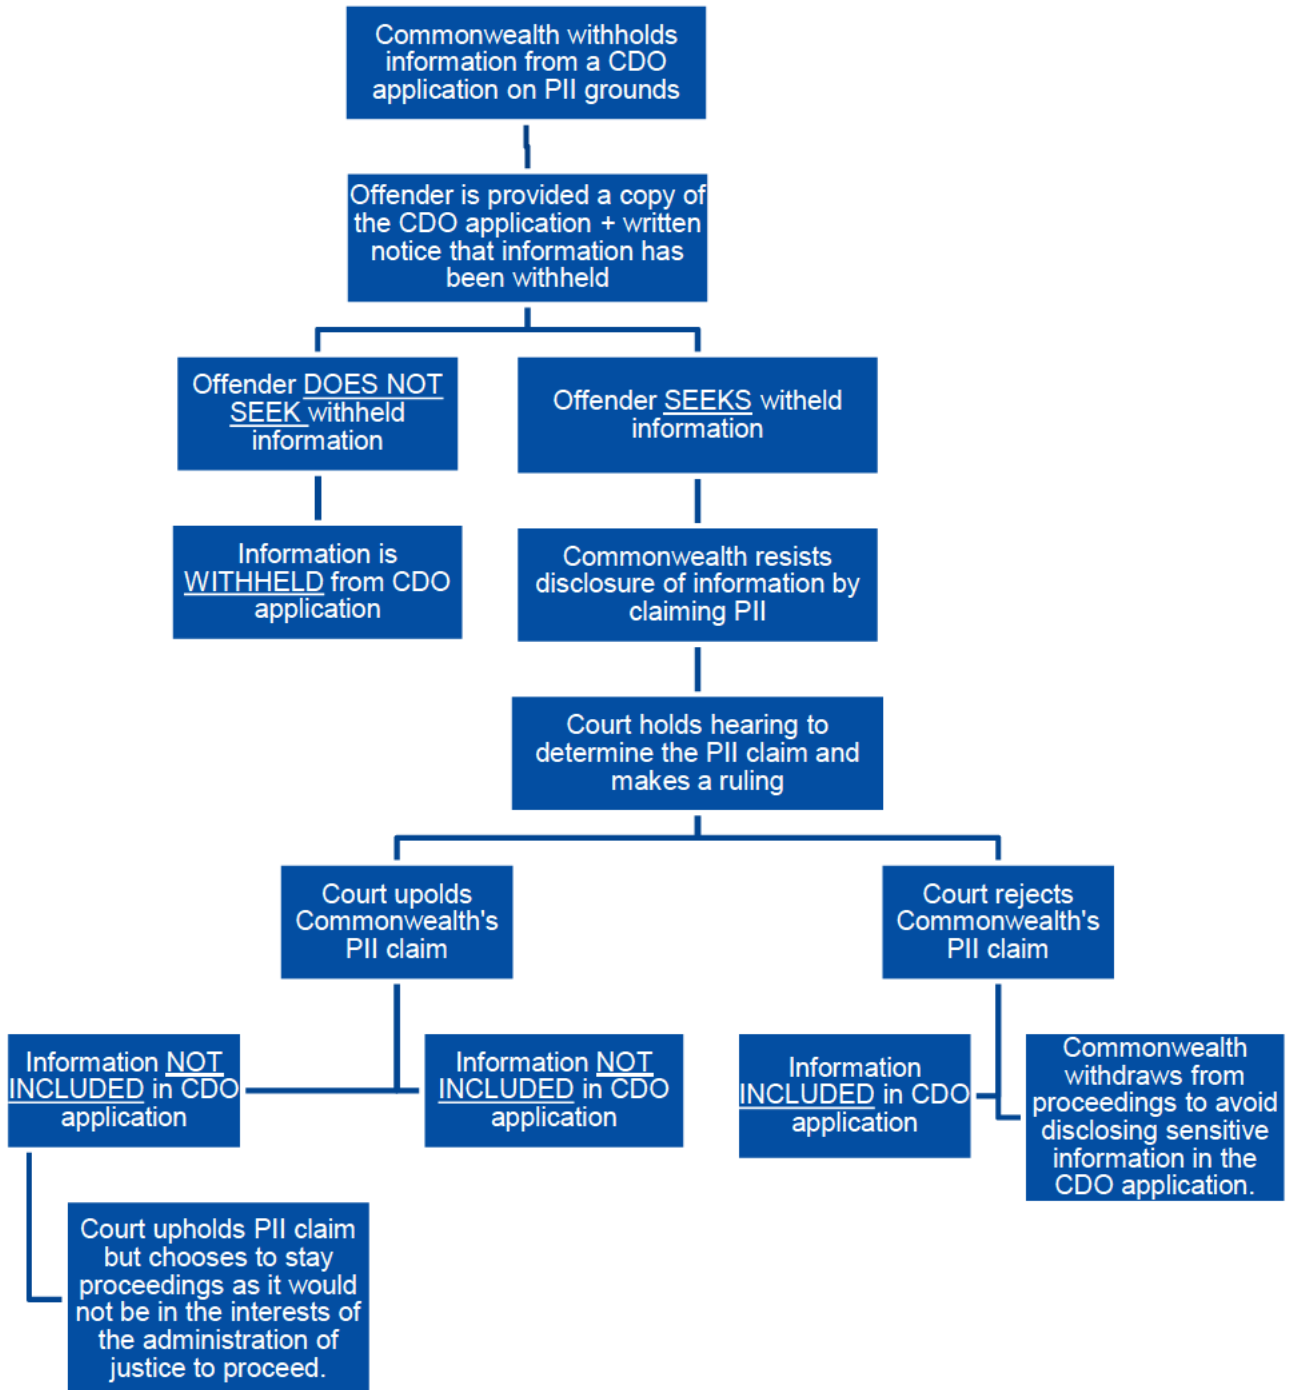 Commonwealth withholds
information from a CDO
application on PII grounds
Offender is provided a copy of
the CDO application + written
notice that information has
been withheld
Offender DOES NOT
SEEK withheld
information
Offender SEEKS witheld
information
Information is
WITHHELD from CDO
application
Commonwealth resists
disclosure of information by
claiming PII
Court holds hearing to
determine the PII claim and
makes a ruling
Court upolds
Commonwealth's
PII claim
Court rejects
Commonwealth's
PII claim
Information NOT
INCLUDED in CDO
application
Information NOT
INCLUDED in CDO
application
Information
INCLUDED in CDO
application
Commonwealth
withdraws from
proceedings to avoid
disclosing sensitive
information in the
CDO application.
Court upholds PII claim
but chooses to stay
proceedings as it would
not be in the interests of
the administration of
justice to proceed.